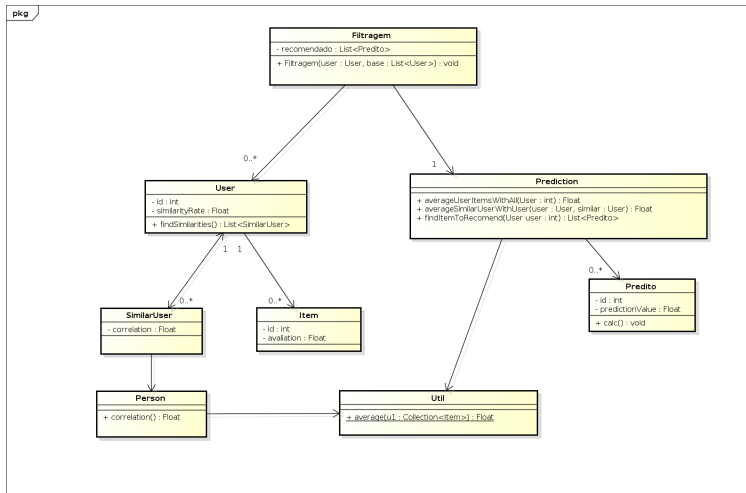 pkg
Filtragem
- recomendado : List<Predito>
+ Filtragem(user : User, base : List<User>) : void
0..*
1
User
- id : int
- similarityRate : Float
+ findSimilarities() : List<SimilarUser>
Prediction
+ averageUserItemsWithAll(User : int) : Float
+ averageSimilarUserWithUser(user : User, similar : User) : Float
+ findItemToRecomend(User user : int) : List<Predito>
1
1
0..*
0..*
0..*
SimilarUser
- correlation : Float
Item
- id : int
- avaliation : Float
Predito
- id : int
- predictionValue : Float
+ calc() : void
Person
+ correlation() : Float
Util
+ average(u1 : Collection<Item>) : Float